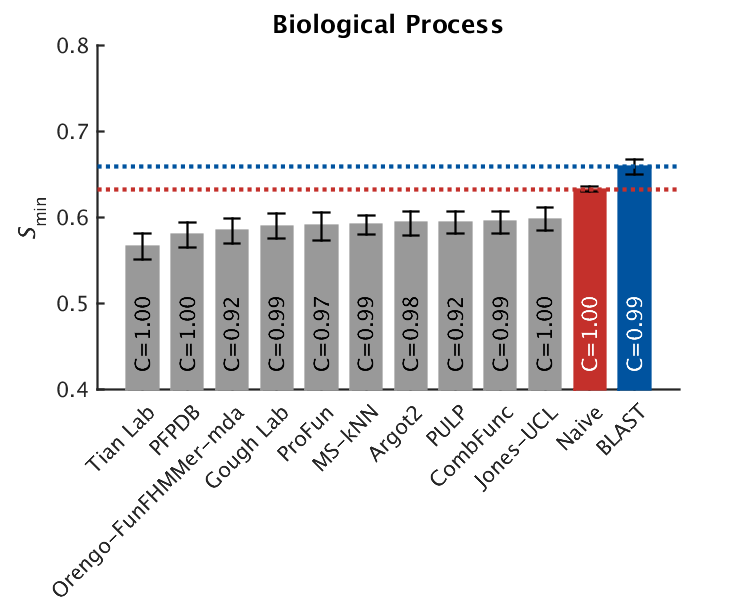 Biological Process
0.8
0.7
0.6
0.5
0.4
Smin
C=1.00
C=1.00
C=0.92
C=0.99
C=0.97
C=0.99
C=0.98
C=0.92
C=0.99
C=1.00
C=1.00
C=0.99
Tian Lab
PFPDB
Orengo-FunFHMMer-mda
Gough Lab
ProFun
MS-kNN
Argot2
PULP
CombFunc
Jones-UCL
Naive
BLAST